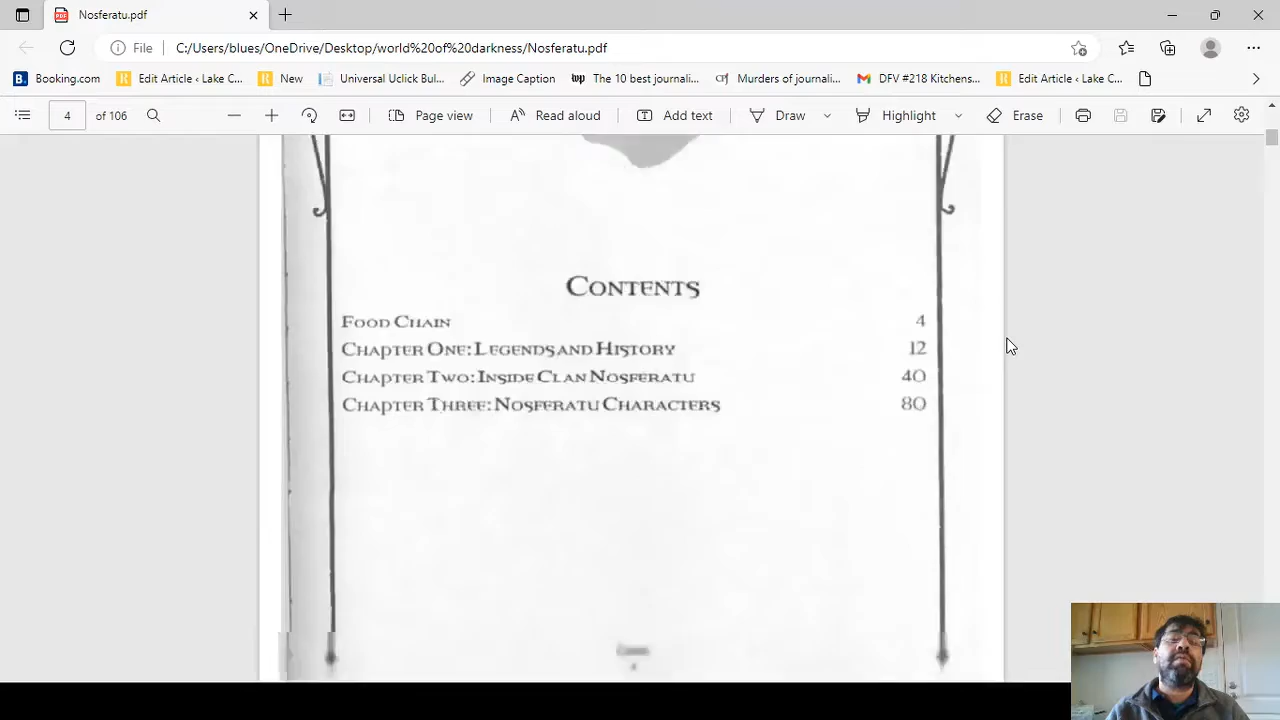 Nosferatu.pdf
File C:/Users/blues/OneDrive/Desktop/world%20of%20darkness/Nosferatu.pdf
B. Booking.com Edit Article ‹ Lake C... New Universal Uclick Bul... Image Caption wp The 10 best journali... CJ Murders of journali... DFV #218 Kitchens... Edit Article ‹ Lake C...
4 of 106 Page view Read aloud Add text Draw Highlight Erase
CONTENTS
FOOD CHAIN 4
CHAPTER ONE: LEGENDS AND HISTORY 12
CHAPTER TWO: INSIDE CLAN NOSFERATU 40
CHAPTER THREE: NOSFERATU CHARACTERS 80